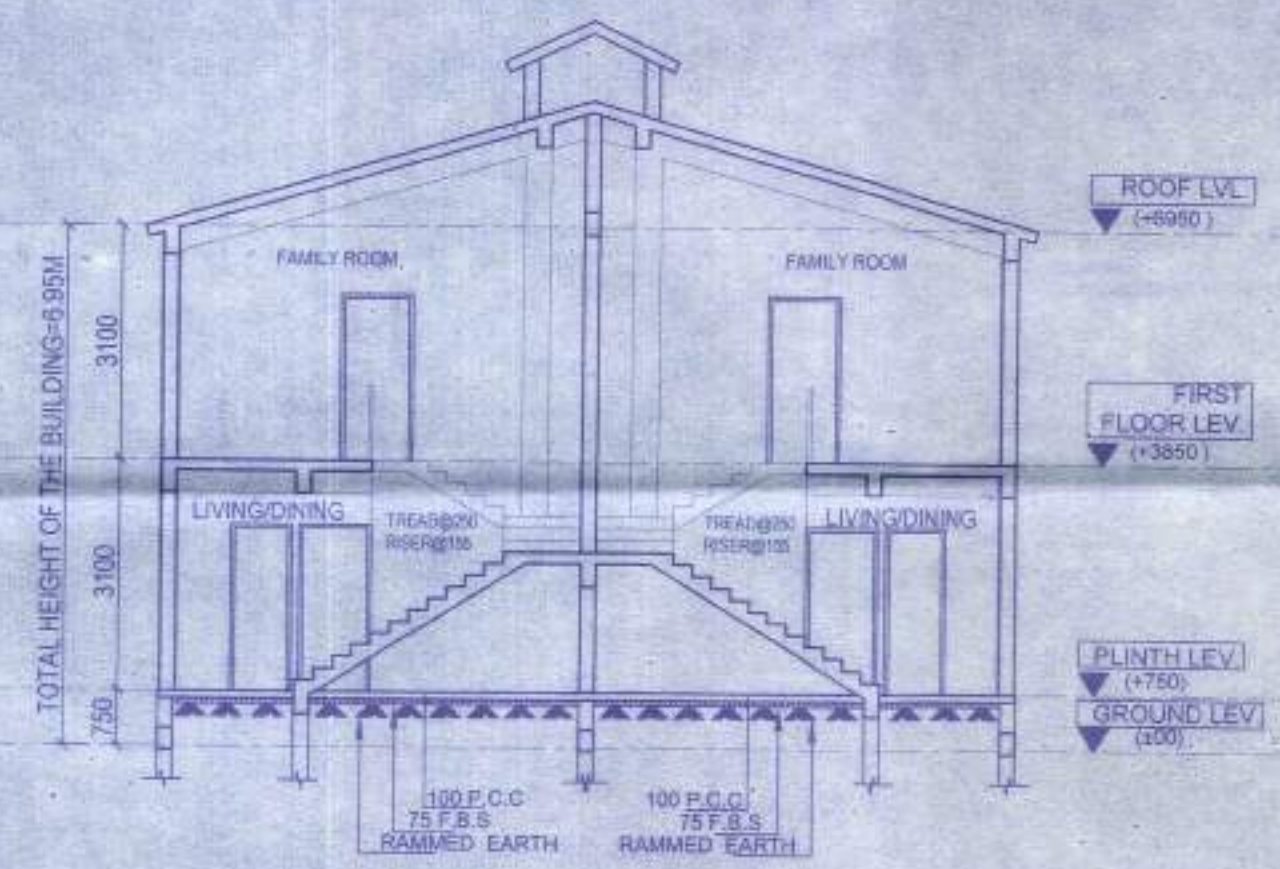 ROOF LVL.
(+6950 )
FAMILY ROOM
FAMILY ROOM
TOTAL HEIGHT OF THE BUILDING=6.95M
3100
FIRST
FLOOR LEV.
(+3850 )
LIVING/DINING
TREAD@250
RISER@155
TREAD@250
RISER@155
LIVING/DINING
3100
PLINTH LEV.
(+750)
750
GROUND LEV
(±00)
100 P.C.C
75 F.B.S
RAMMED EARTH
100 P.C.C
75 F.B.S
RAMMED EARTH